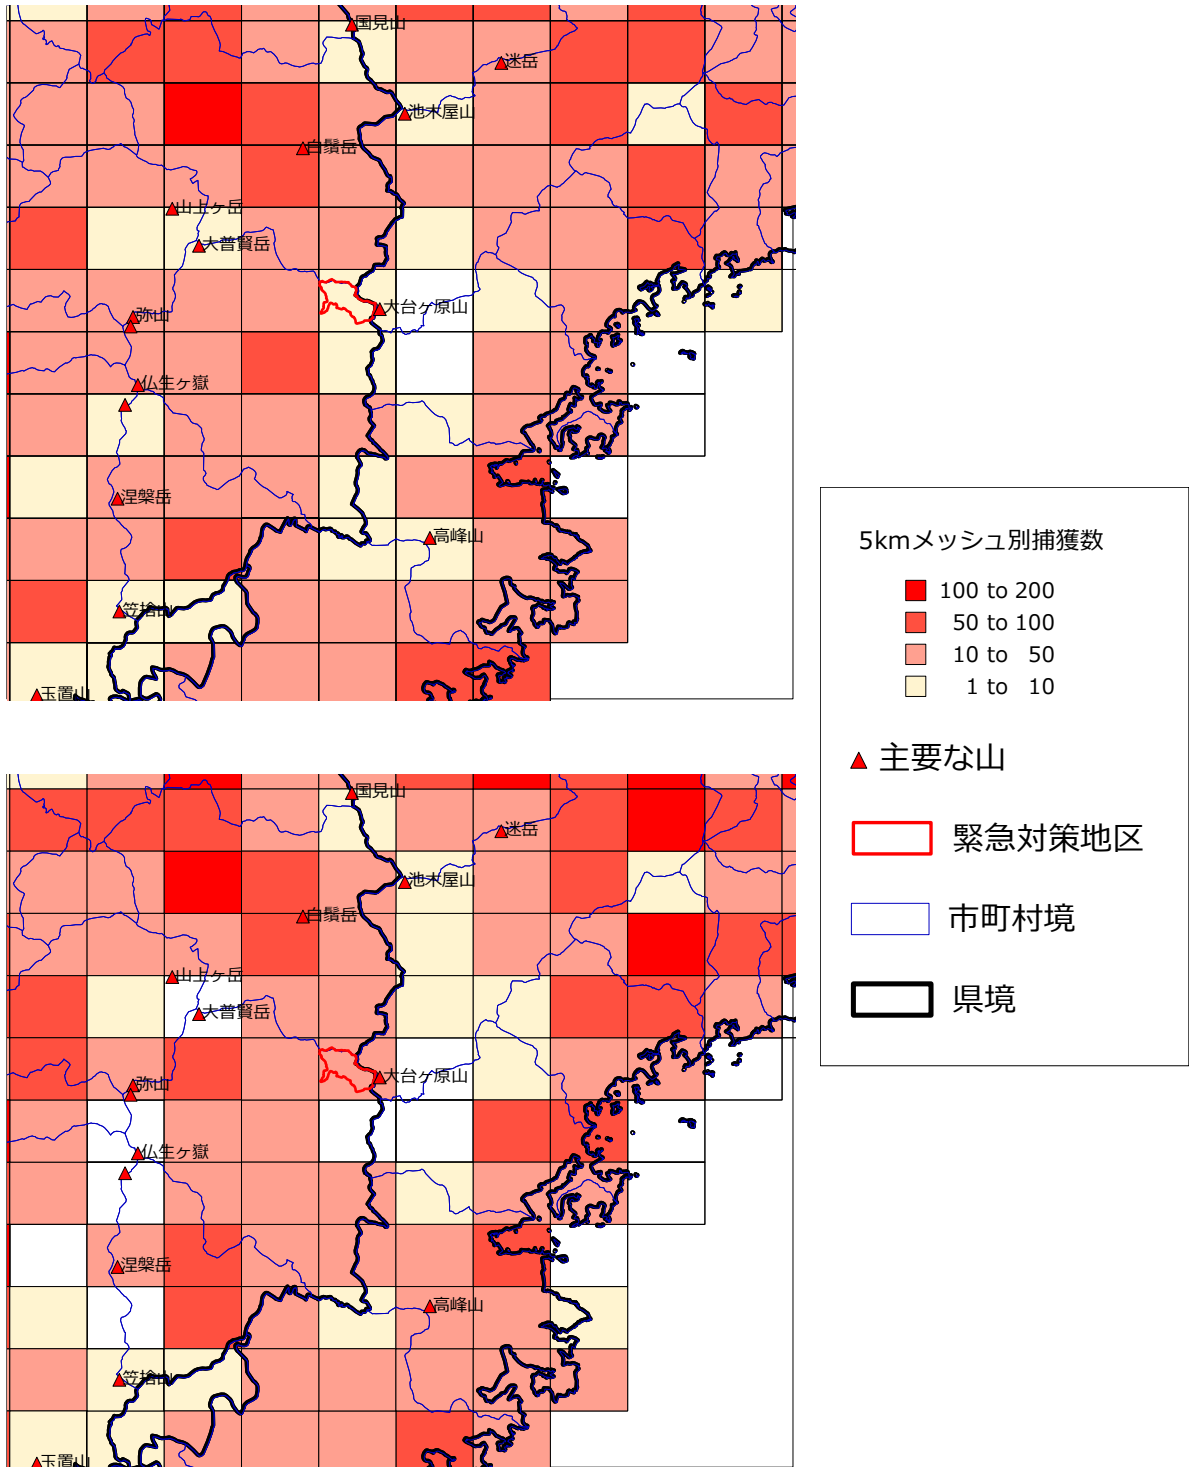 国見山
迷岳
池木屋山
白鬚岳
山上ヶ岳
大普賢岳
大台ヶ原山
弥山
仏生ヶ嶽
涅槃岳
高峰山
笠捨山
玉置山
5kmメッシュ別捕獲数
100 to 200
50 to 100
10 to 50
1 to 10
主要な山
緊急対策地区
市町村境
県境
国見山
迷岳
池木屋山
白鬚岳
山上ヶ岳
大普賢岳
大台ヶ原山
弥山
仏生ヶ嶽
涅槃岳
高峰山
笠捨山
玉置山